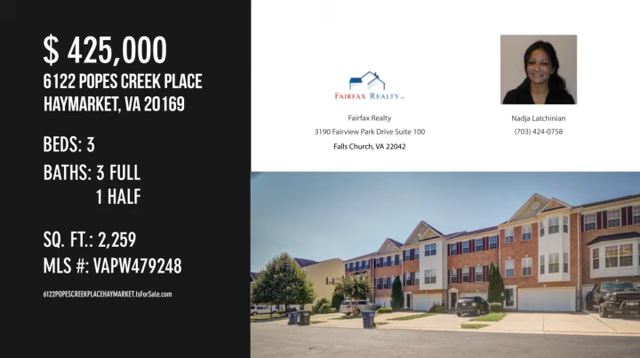 $ 425,000
6122 POPES CREEK PLACE
HAYMARKET, VA 20169
BEDS: 3
BATHS: 3 FULL
1 HALF
SQ. FT.: 2,259
MLS #: VAPW479248
6122POPESCREEKPLACEHAYMARKET.IsForSale.com
FAIRFAX REALTY
Fairfax Realty
3190 Fairview Park Drive Suite 100
Falls Church, VA 22042
Nadja Latchinian
(703) 424-0758